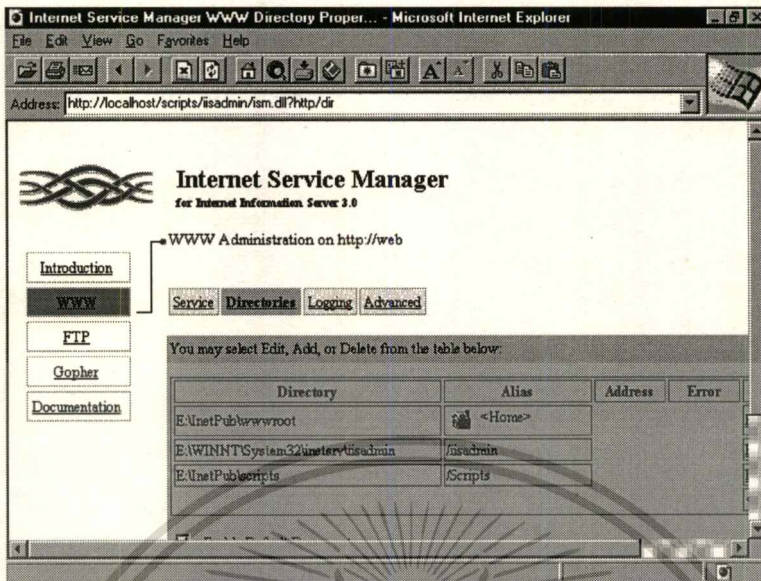 Internet Service Manager WWW Directory Proper... - Microsoft Internet Explorer
File Edit View Go Favorites Help
Address: http://localhost/scripts/iisadmin/ism.dll?http/dir
Internet Service Manager
for Internet Information Server 3.0
WWW Administration on http://web
Introduction
WWW
FTP
Gopher
Documentation
Service Directories Logging Advanced
You may select Edit, Add, or Delete from the table below:
Directory Alias Address Error
E:\InetPub\wwwroot <Home>
E:\WINNT\System32\inetsrv\iisadmin /iisadmin
E:\InetPub\scripts /Scripts